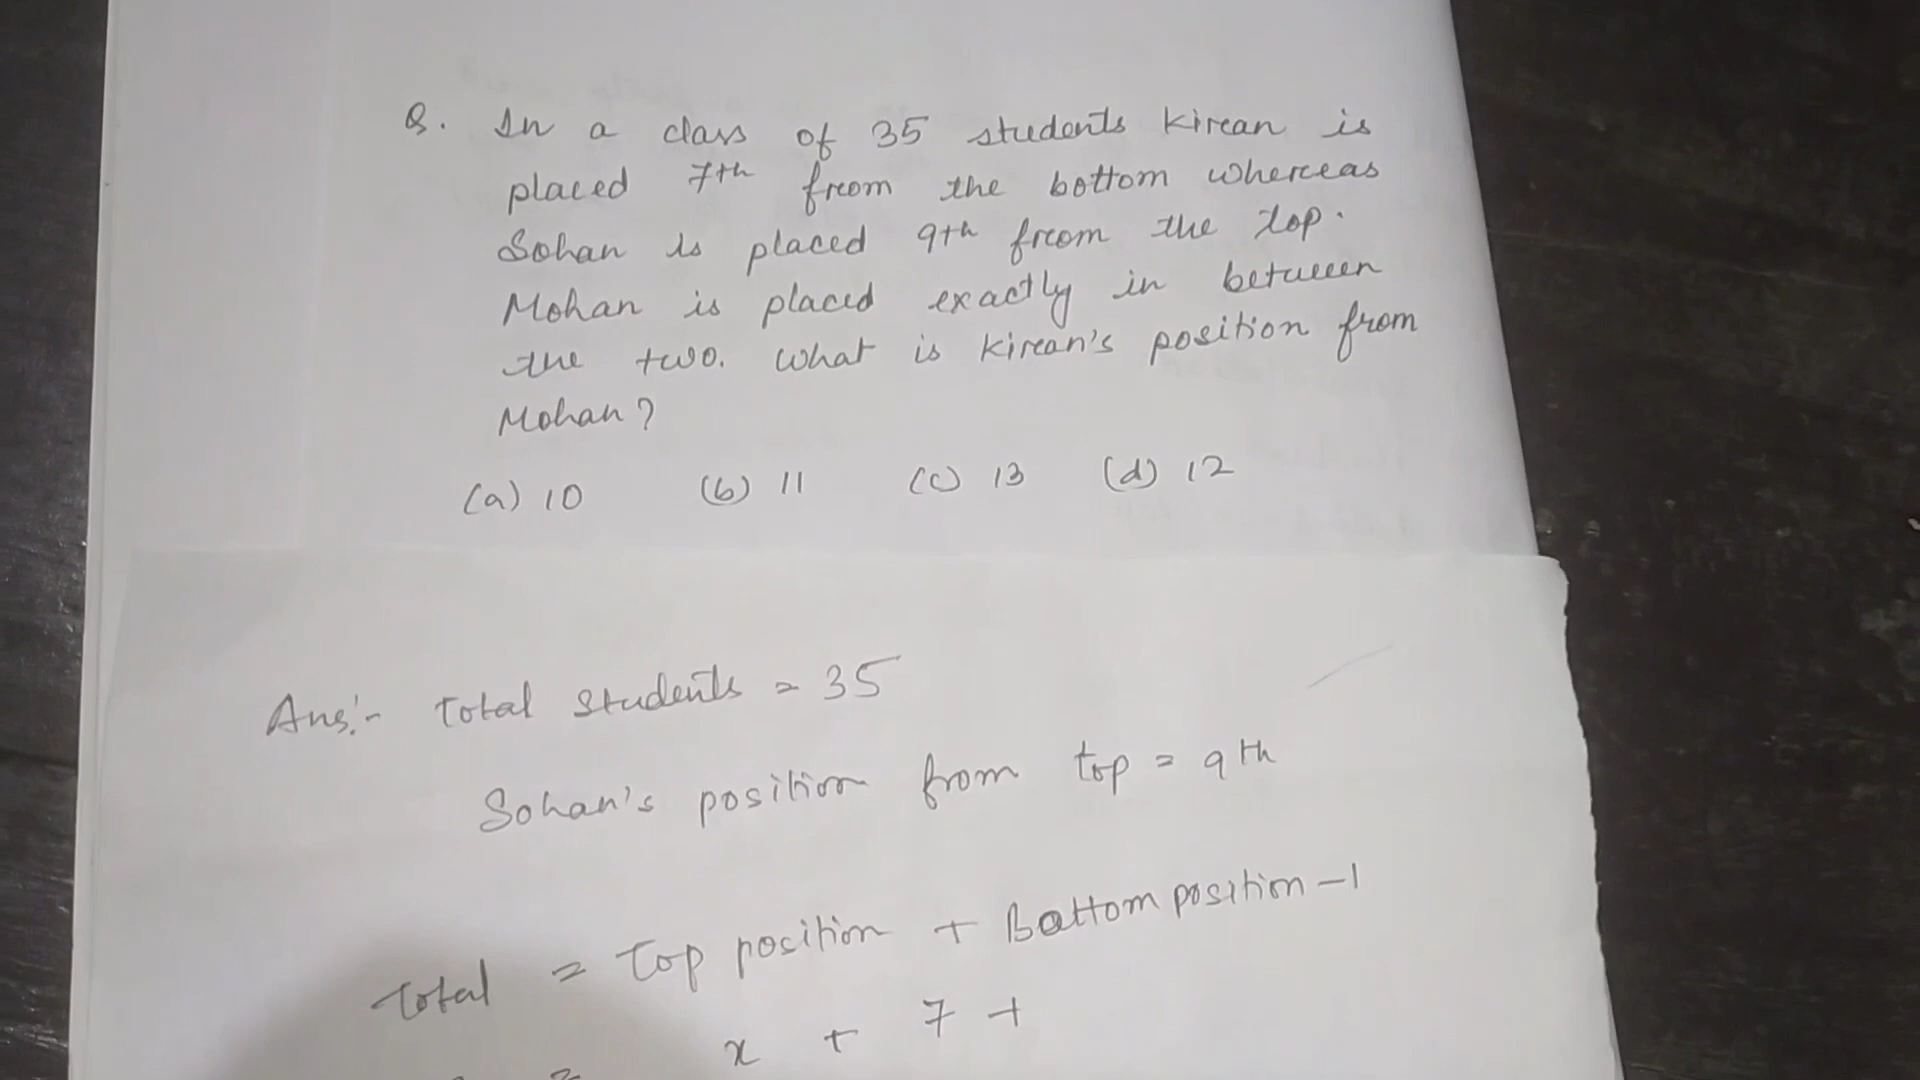 Q. In a class of 35 students Kiran is
placed 7th from the bottom whereas
Sohan is placed 9th from the top.
Mohan is placed exactly in between
the two. What is Kiran's position from
Mohan?
(a) 10 (b) 11 (c) 13 (d) 12
Ans:- Total students = 35
Sohan's position from top = 9th
Total = Top position + Bottom position - 1
x + 7 +